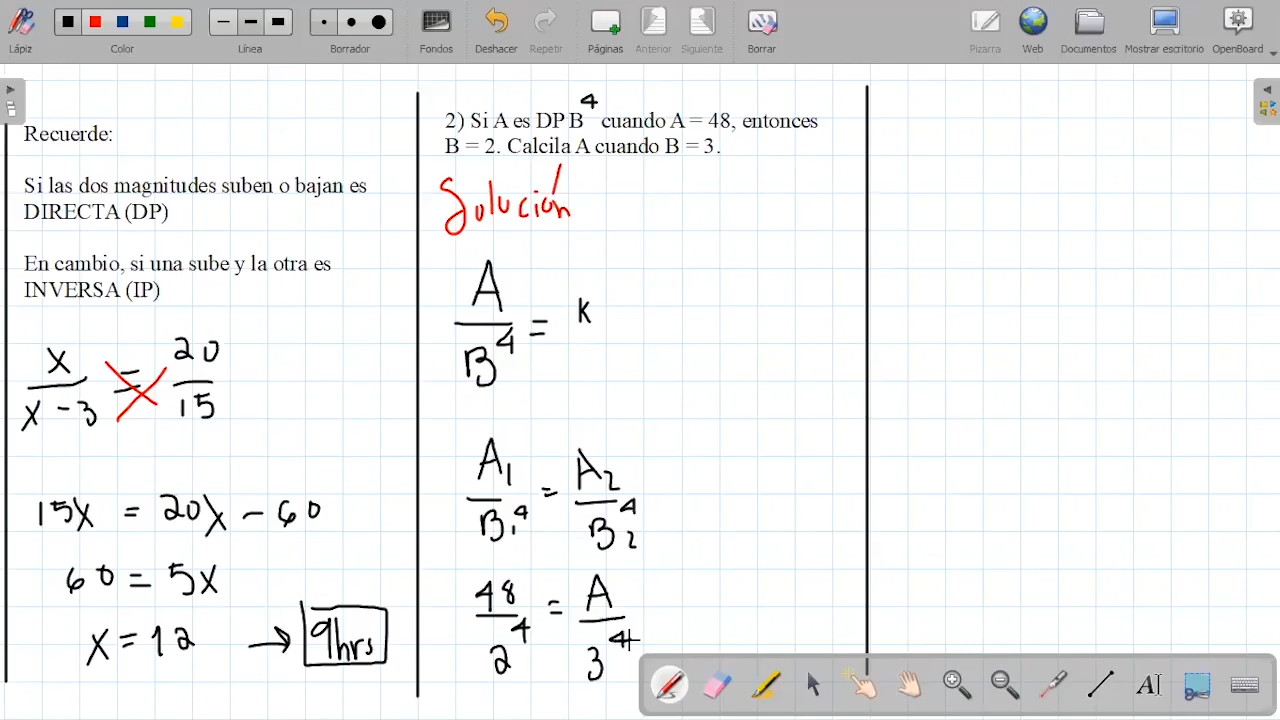 Lápiz Color Línea Borrador Fondos Deshacer Repetir Páginas Anterior Siguiente Borrar Pizarra Web Documentos Mostrar escritorio OpenBoard
Recuerde:
Si las dos magnitudes suben o bajan es
DIRECTA (DP)
En cambio, si una sube y la otra es
INVERSA (IP)
x/(x - 3) = 20/15
15x = 20x - 60
60 = 5x
x = 12 → 9hrs
2) Si A es DP B⁴ cuando A = 48, entonces
B = 2. Calcila A cuando B = 3.
Solución
A/B⁴ = K
A₁/B₁⁴ = A₂/B₂⁴
48/2⁴ = A/3⁴